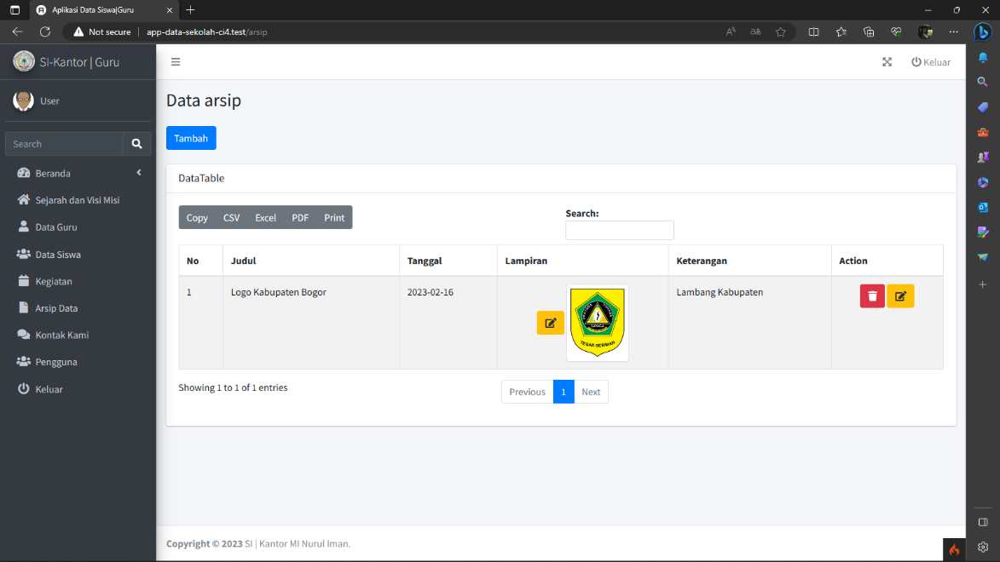 Aplikasi Data Siswa|Guru
Not secure
app-data-sekolah-ci4.test/arsip
SI-Kantor | Guru
Keluar
User
Data arsip
Tambah
Search
Beranda
Sejarah dan Visi Misi
Data Guru
Data Siswa
Kegiatan
Arsip Data
Kontak Kami
Pengguna
Keluar
DataTable
Copy CSV Excel PDF Print
Search:
No Judul Tanggal Lampiran Keterangan Action
1 Logo Kabupaten Bogor 2023-02-16 Lambang Kabupaten
TEGAR BERIMAN
Showing 1 to 1 of 1 entries
Previous 1 Next
Copyright © 2023 SI | Kantor MI Nurul Iman.